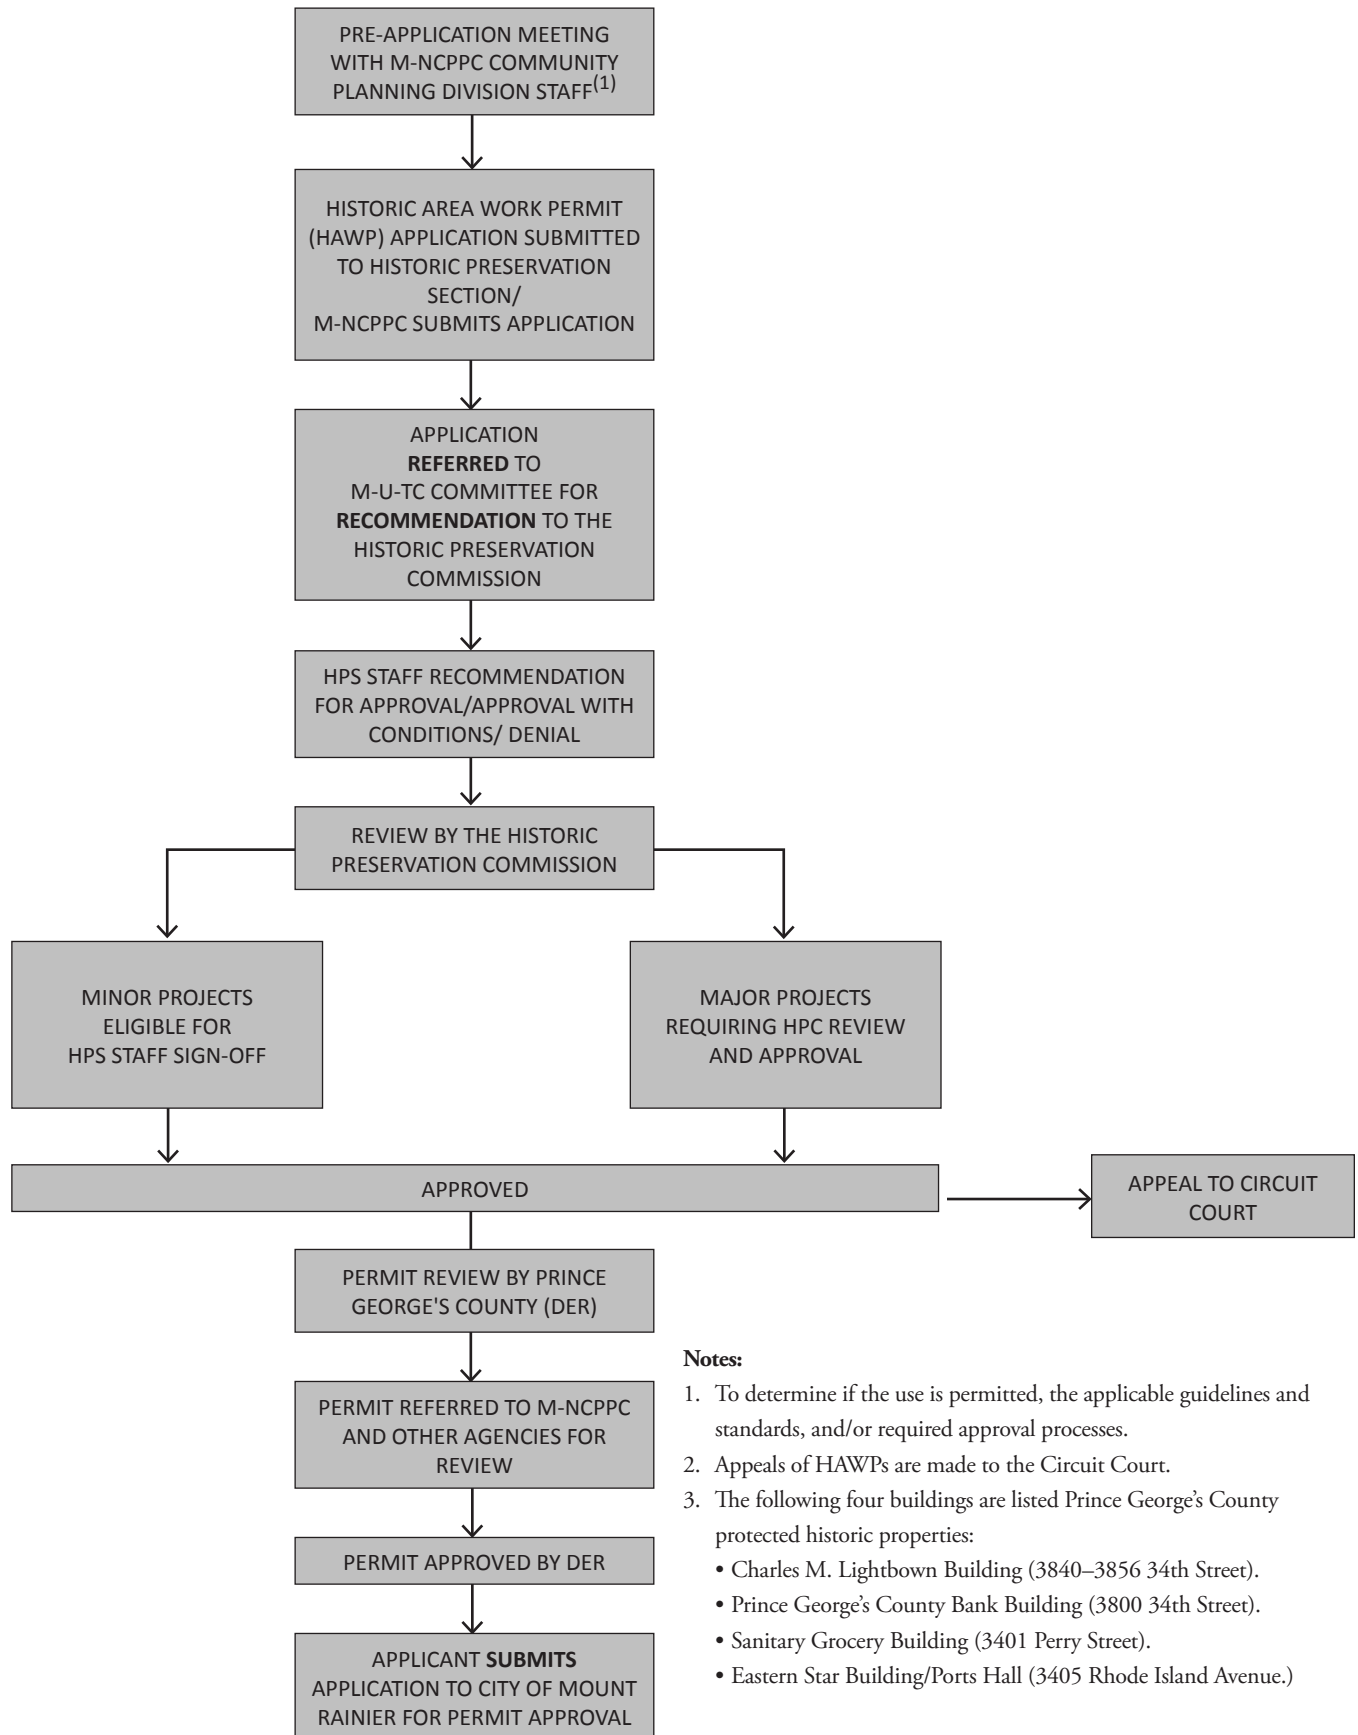 PRE-APPLICATION MEETING
WITH M-NCPPC COMMUNITY
PLANNING DIVISION STAFF(1)
HISTORIC AREA WORK PERMIT
(HAWP) APPLICATION SUBMITTED
TO HISTORIC PRESERVATION
SECTION/
M-NCPPC SUBMITS APPLICATION
APPLICATION
REFERRED TO
M-U-TC COMMITTEE FOR
RECOMMENDATION TO THE
HISTORIC PRESERVATION
COMMISSION
HPS STAFF RECOMMENDATION
FOR APPROVAL/APPROVAL WITH
CONDITIONS/ DENIAL
REVIEW BY THE HISTORIC
PRESERVATION COMMISSION
MINOR PROJECTS
ELIGIBLE FOR
HPS STAFF SIGN-OFF
MAJOR PROJECTS
REQUIRING HPC REVIEW
AND APPROVAL
APPROVED
APPEAL TO CIRCUIT
COURT
PERMIT REVIEW BY PRINCE
GEORGE'S COUNTY (DER)
PERMIT REFERRED TO M-NCPPC
AND OTHER AGENCIES FOR
REVIEW
PERMIT APPROVED BY DER
APPLICANT SUBMITS
APPLICATION TO CITY OF MOUNT
RAINIER FOR PERMIT APPROVAL
Notes:
1. To determine if the use is permitted, the applicable guidelines and
standards, and/or required approval processes.
2. Appeals of HAWPs are made to the Circuit Court.
3. The following four buildings are listed Prince George’s County
protected historic properties:
• Charles M. Lightbown Building (3840–3856 34th Street).
• Prince George’s County Bank Building (3800 34th Street).
• Sanitary Grocery Building (3401 Perry Street).
• Eastern Star Building/Ports Hall (3405 Rhode Island Avenue.)